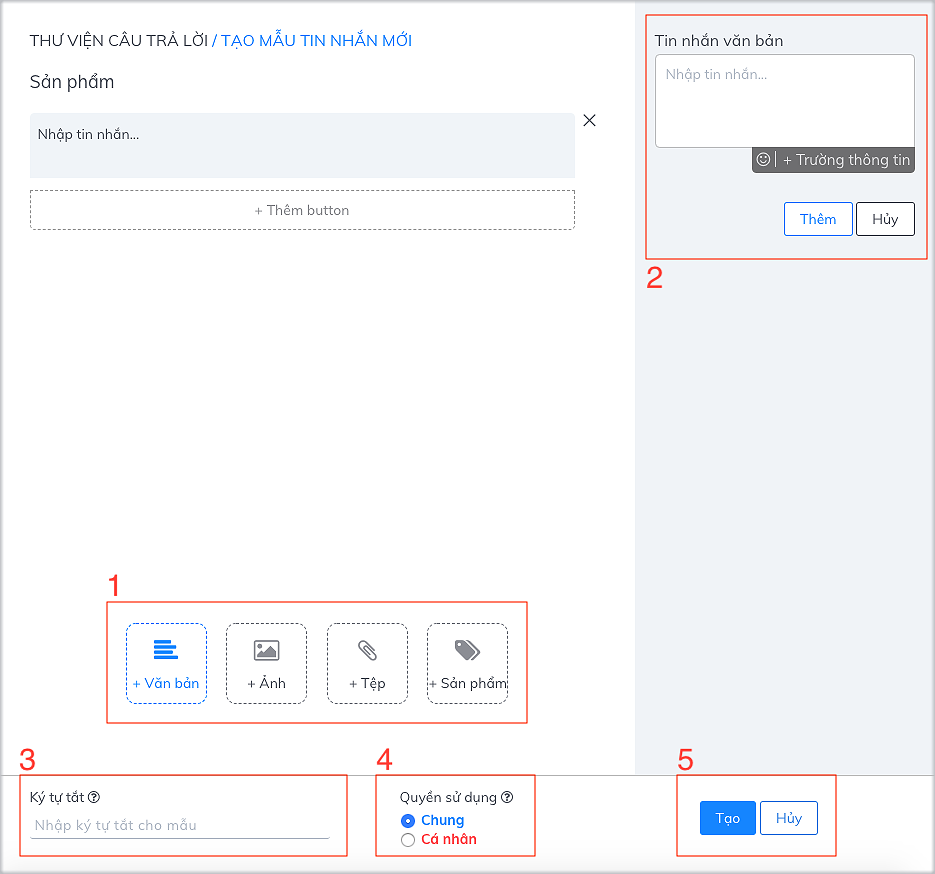 THƯ VIỆN CÂU TRẢ LỜI / TẠO MẪU TIN NHẮN MỚI
Sản phẩm
Nhập tin nhắn...
+ Thêm button
Tin nhắn văn bản
Nhập tin nhắn...
+ Trường thông tin
Thêm
Hủy
2
1
+ Văn bản
+ Ảnh
+ Tệp
+ Sản phẩm
3
Ký tự tắt
Nhập ký tự tắt cho mẫu
4
Quyền sử dụng
Chung
Cá nhân
5
Tạo
Hủy